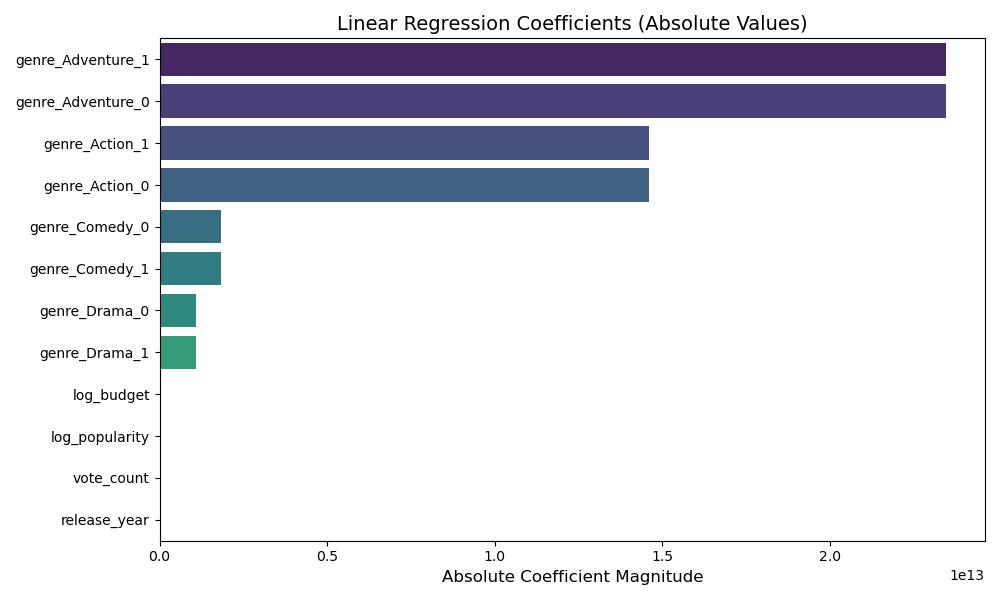 Linear Regression Coefficients (Absolute Values)
genre_Adventure_1
genre_Adventure_0
genre_Action_1
genre_Action_0
genre_Comedy_0
genre_Comedy_1
genre_Drama_0
genre_Drama_1
log_budget
log_popularity
vote_count
release_year
0.0 0.5 1.0 1.5 2.0
1e13
Absolute Coefficient Magnitude